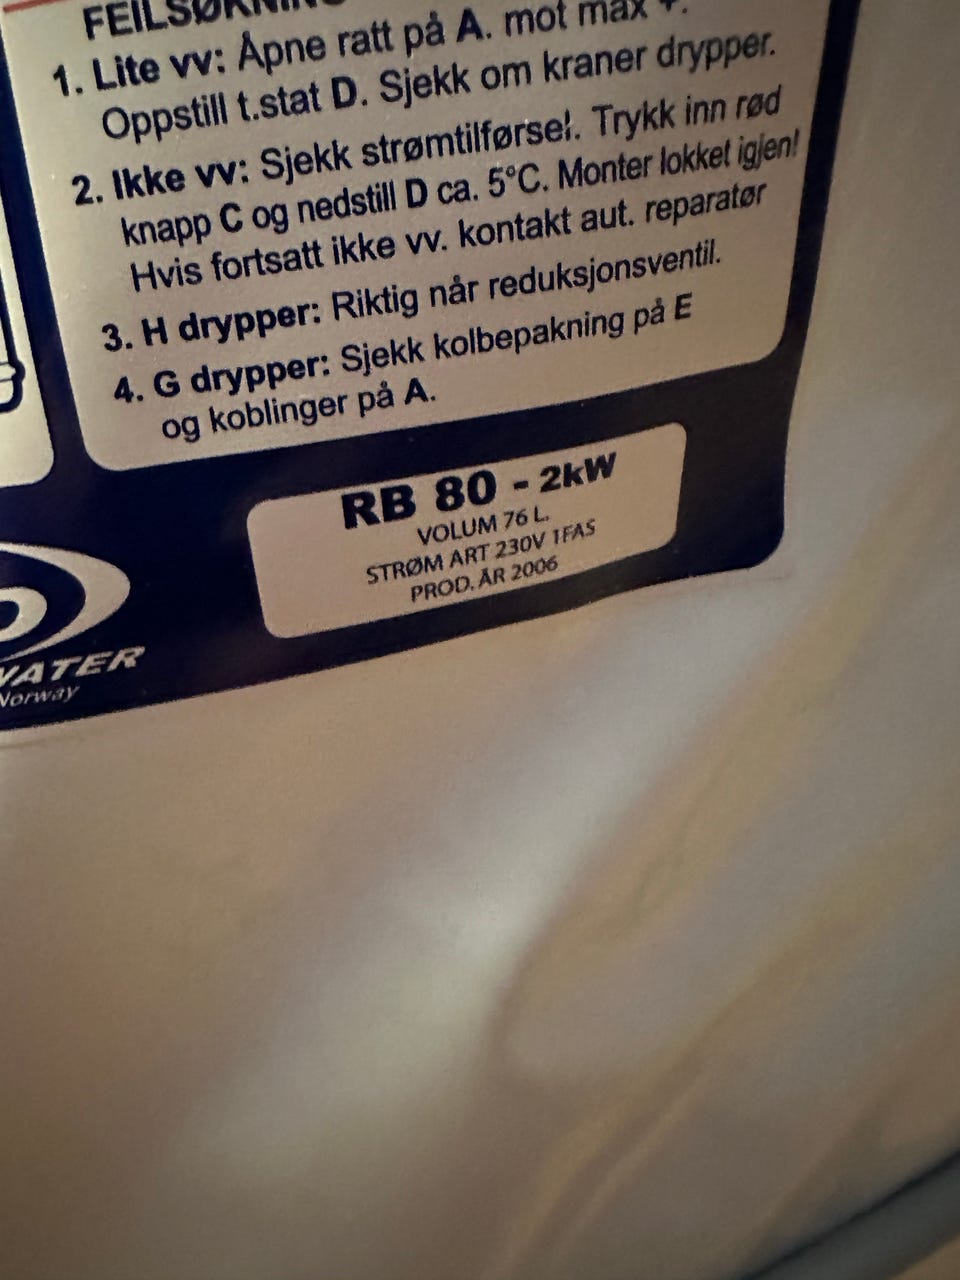 FEILSØKNING
1. Lite vv: Åpne ratt på A. mot max +.
Oppstill t.stat D. Sjekk om kraner drypper.
2. Ikke vv: Sjekk strømtilførsel. Trykk inn rød
knapp C og nedstill D ca. 5°C. Monter lokket igjen!
Hvis fortsatt ikke vv. kontakt aut. reparatør
3. H drypper: Riktig når reduksjonsventil.
4. G drypper: Sjekk kolbepakning på E
og koblinger på A.
RB 80 - 2kW
VOLUM 76 L.
STRØM ART 230V 1FAS
PROD. ÅR 2006
WATER
Norway